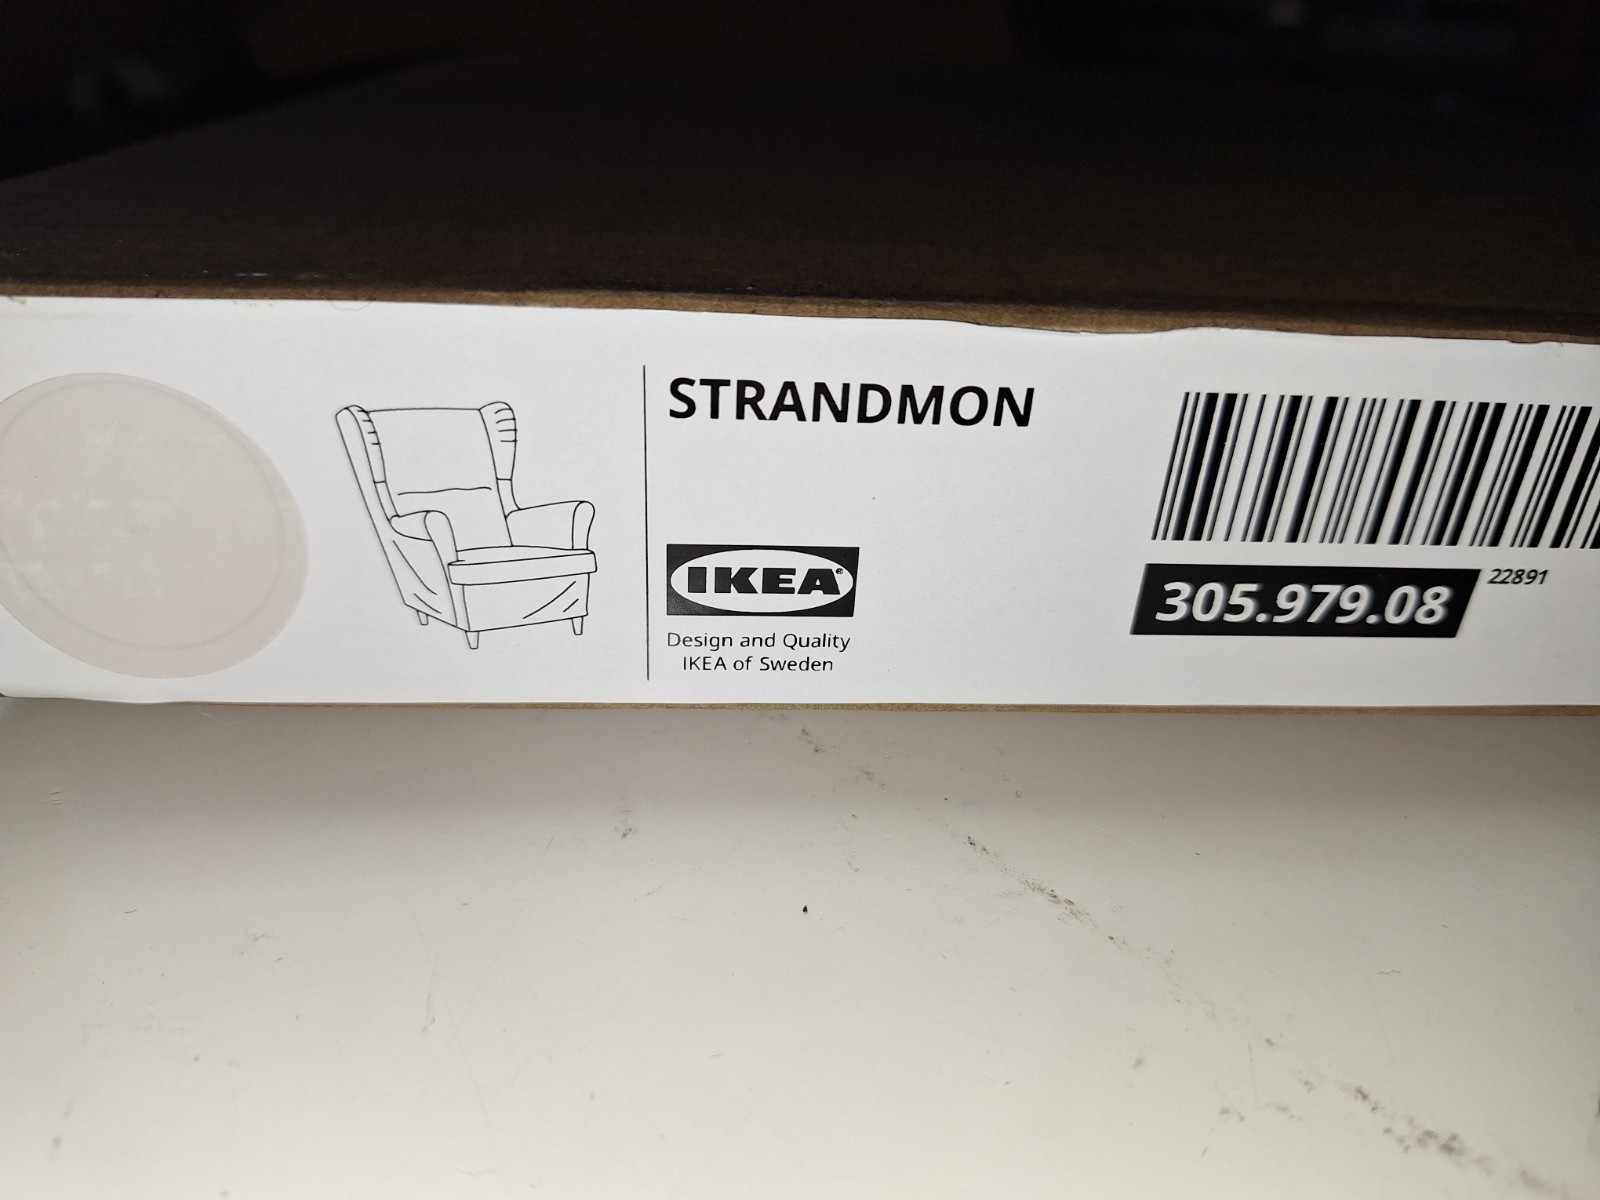 STRANDMON
IKEA®
Design and Quality
IKEA of Sweden
305.979.08
22891